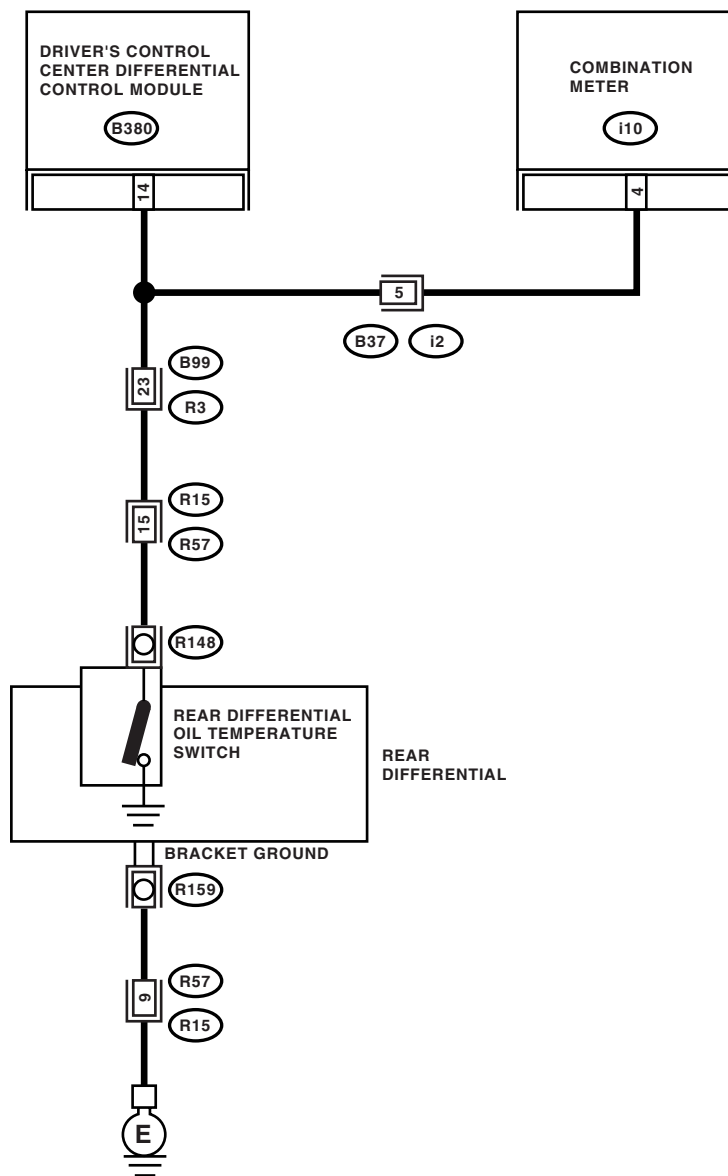 DRIVER'S CONTROL
CENTER DIFFERENTIAL
CONTROL MODULE
B380
14
COMBINATION
METER
i10
4
5
B37
i2
23
B99
R3
15
R15
R57
R148
REAR DIFFERENTIAL
OIL TEMPERATURE
SWITCH
REAR
DIFFERENTIAL
BRACKET GROUND
R159
9
R57
R15
E